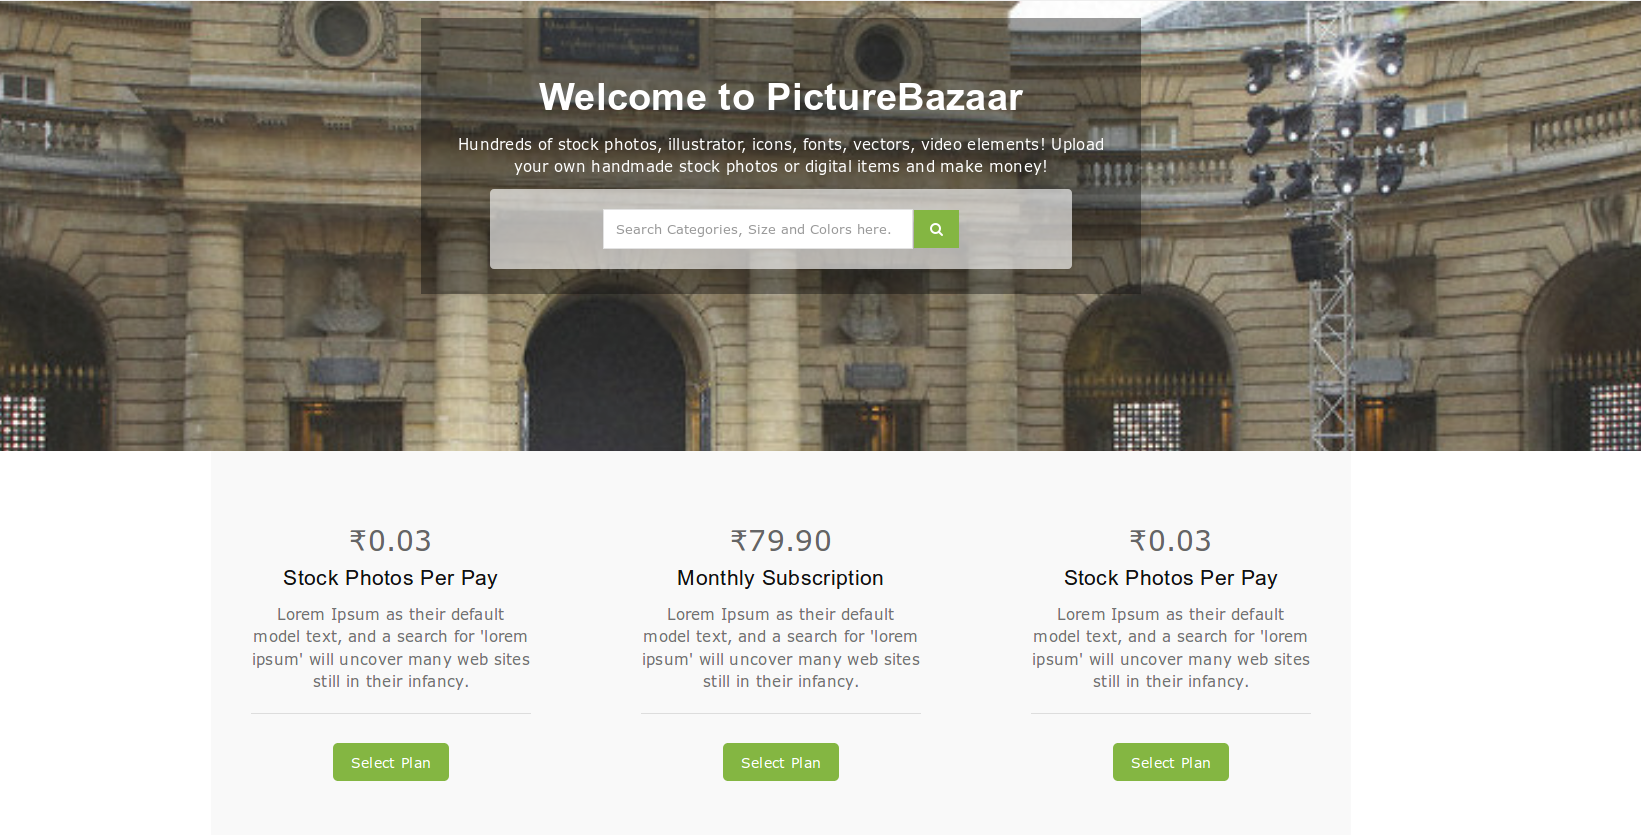 Welcome to PictureBazaar
Hundreds of stock photos, illustrator, icons, fonts, vectors, video elements! Upload
your own handmade stock photos or digital items and make money!
Search Categories, Size and Colors here.
₹0.03
Stock Photos Per Pay
Lorem Ipsum as their default
model text, and a search for 'lorem
ipsum' will uncover many web sites
still in their infancy.
Select Plan
₹79.90
Monthly Subscription
Lorem Ipsum as their default
model text, and a search for 'lorem
ipsum' will uncover many web sites
still in their infancy.
Select Plan
₹0.03
Stock Photos Per Pay
Lorem Ipsum as their default
model text, and a search for 'lorem
ipsum' will uncover many web sites
still in their infancy.
Select Plan